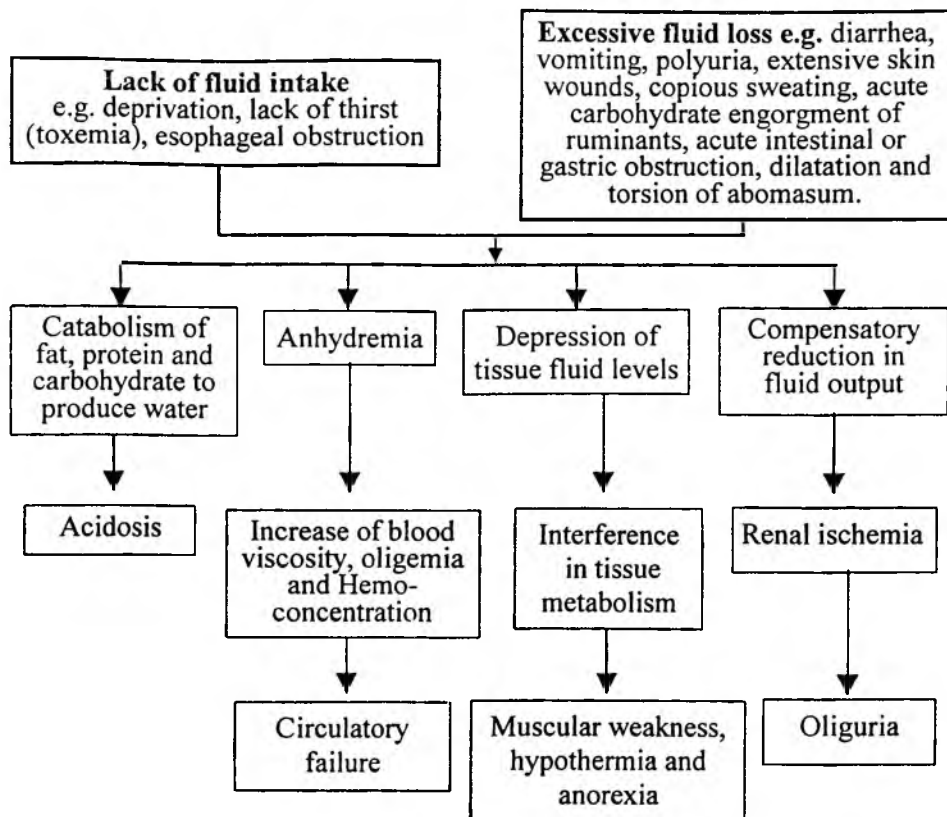 Lack of fluid intake
e.g. deprivation, lack of thirst
(toxemia), esophageal obstruction
Excessive fluid loss e.g. diarrhea,
vomiting, polyuria, extensive skin
wounds, copious sweating, acute
carbohydrate engorgment of
ruminants, acute intestinal or
gastric obstruction, dilatation and
torsion of abomasum.
Catabolism of
fat, protein and
carbohydrate to
produce water
Anhydremia
Depression of
tissue fluid levels
Compensatory
reduction in
fluid output
Acidosis
Increase of blood
viscosity, oligemia
and Hemo-
concentration
Interference
in tissue
metabolism
Renal ischemia
Circulatory
failure
Muscular weakness,
hypothermia and
anorexia
Oliguria